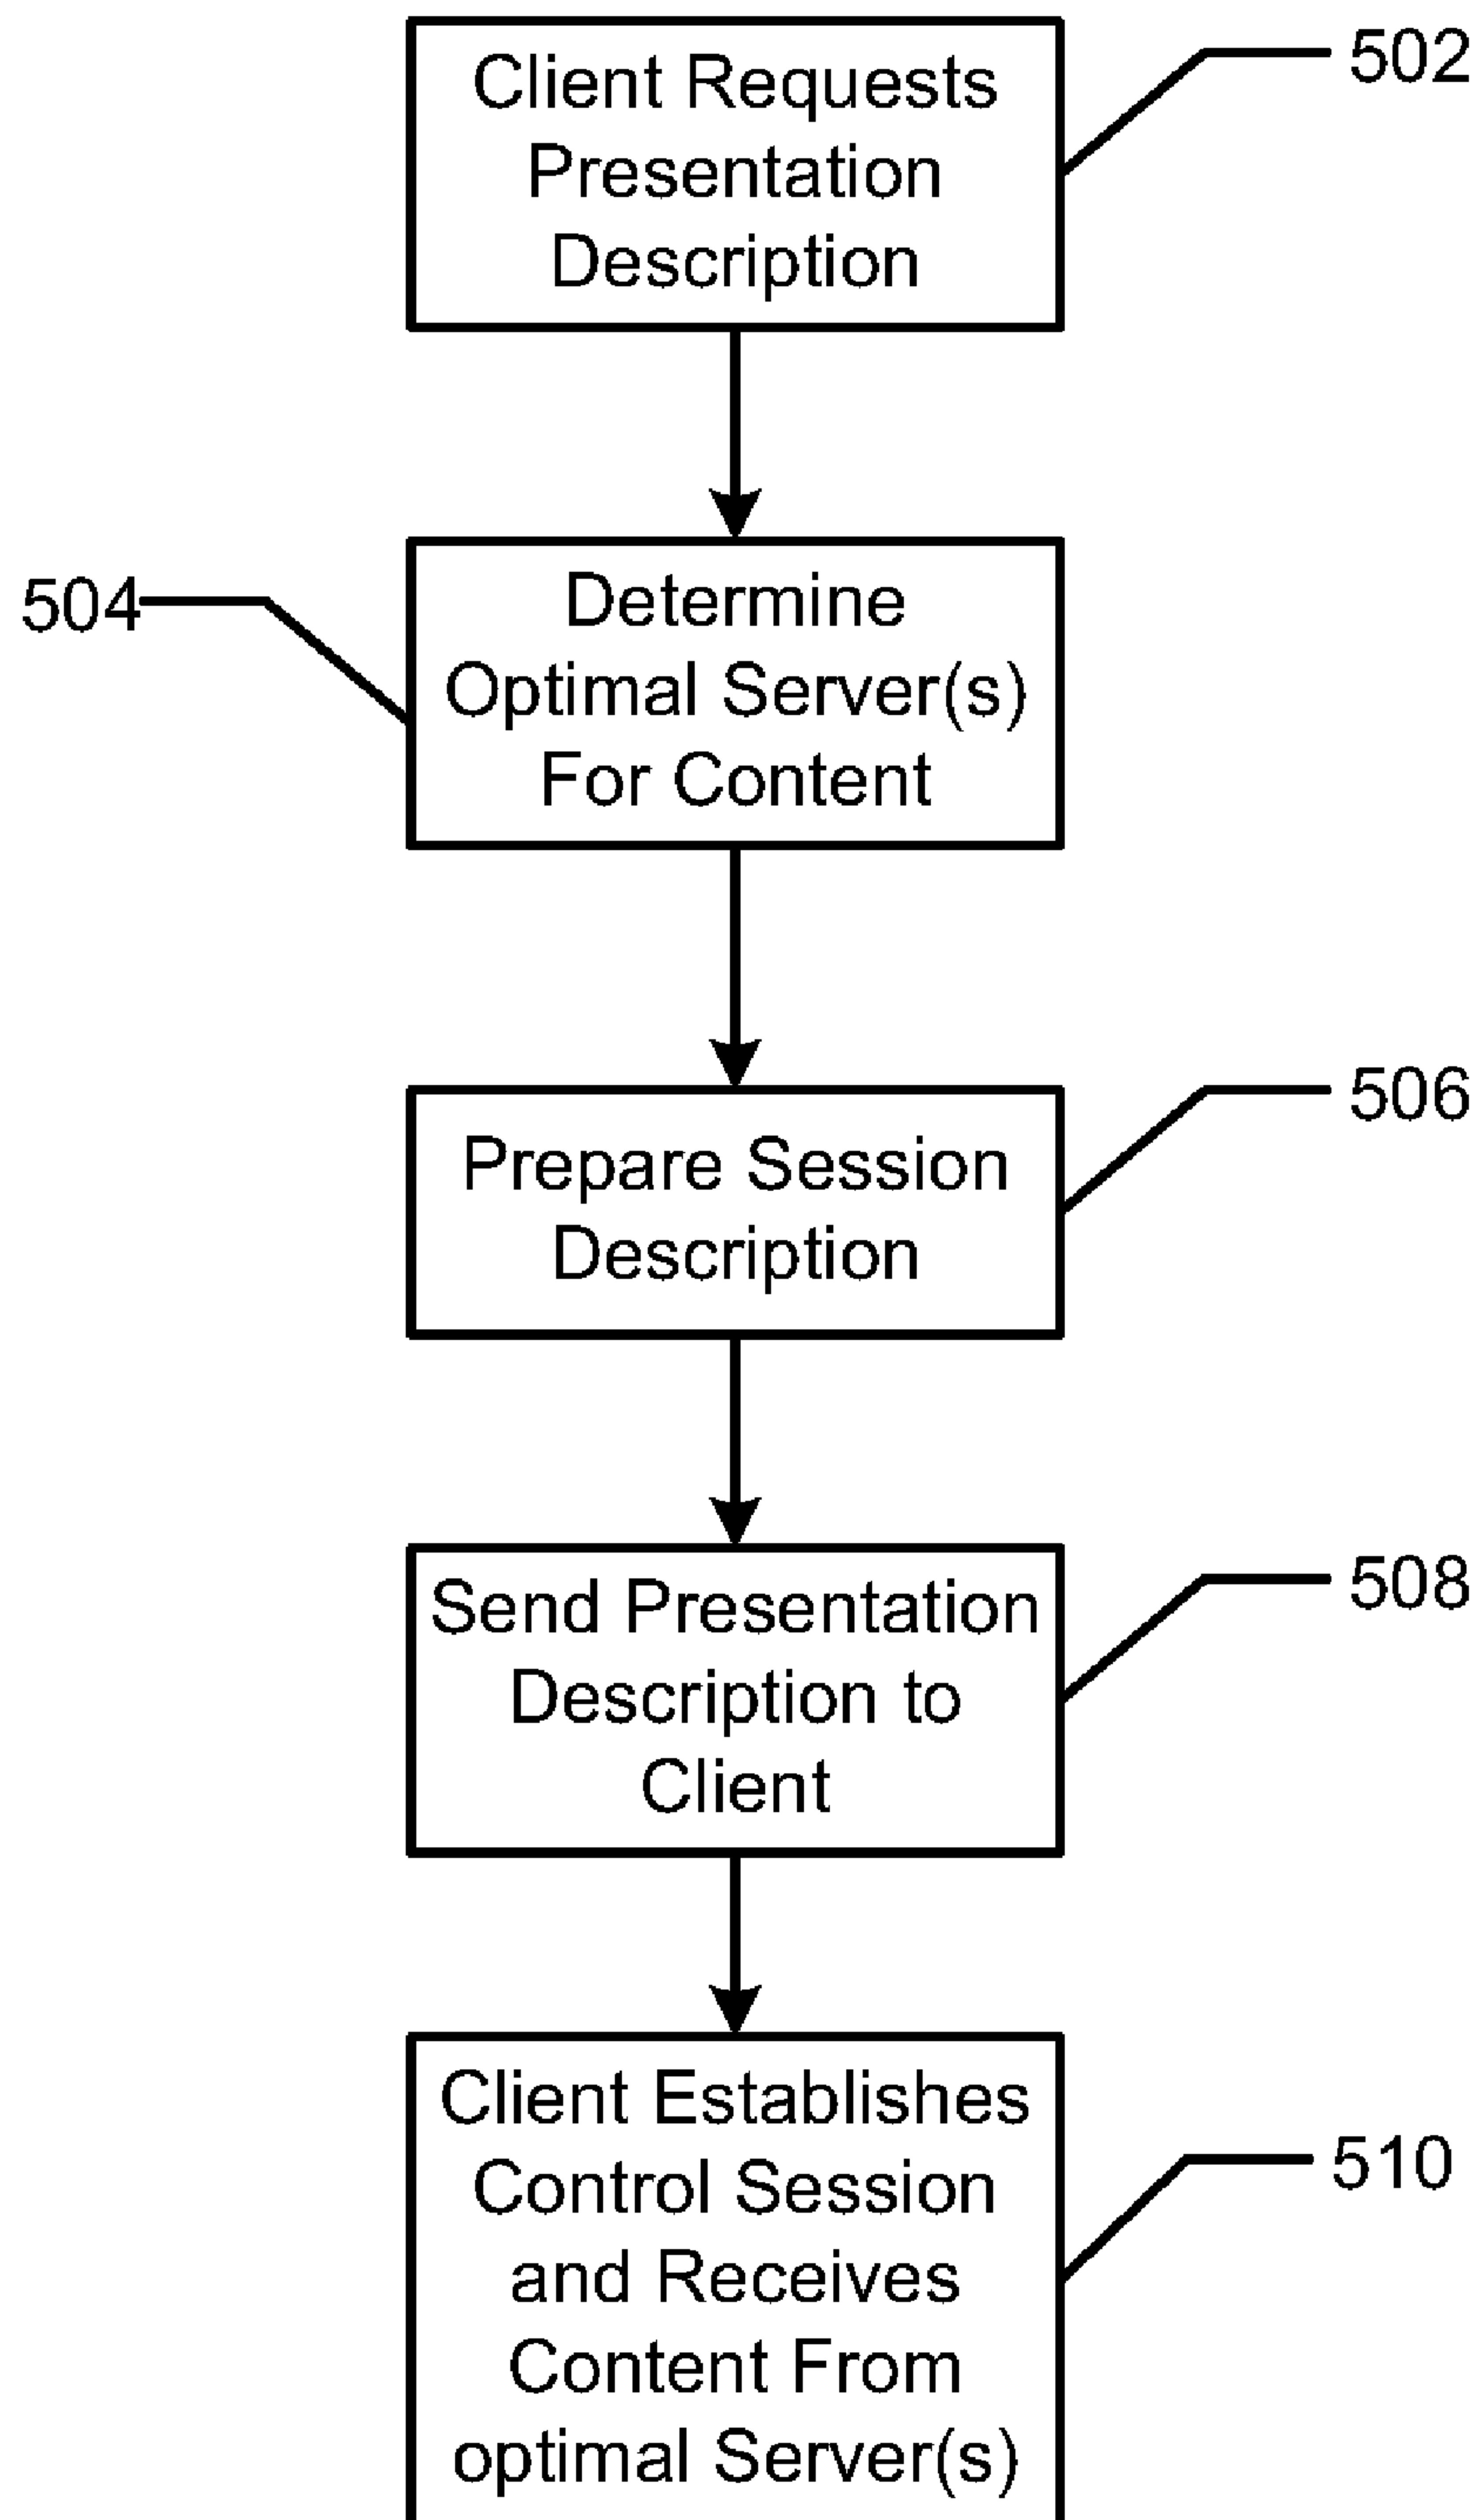 Client Requests
Presentation
Description
502
Determine
Optimal Server(s)
For Content
504
Prepare Session
Description
506
Send Presentation
Description to
Client
508
Client Establishes
Control Session
and Receives
Content From
optimal Server(s)
510